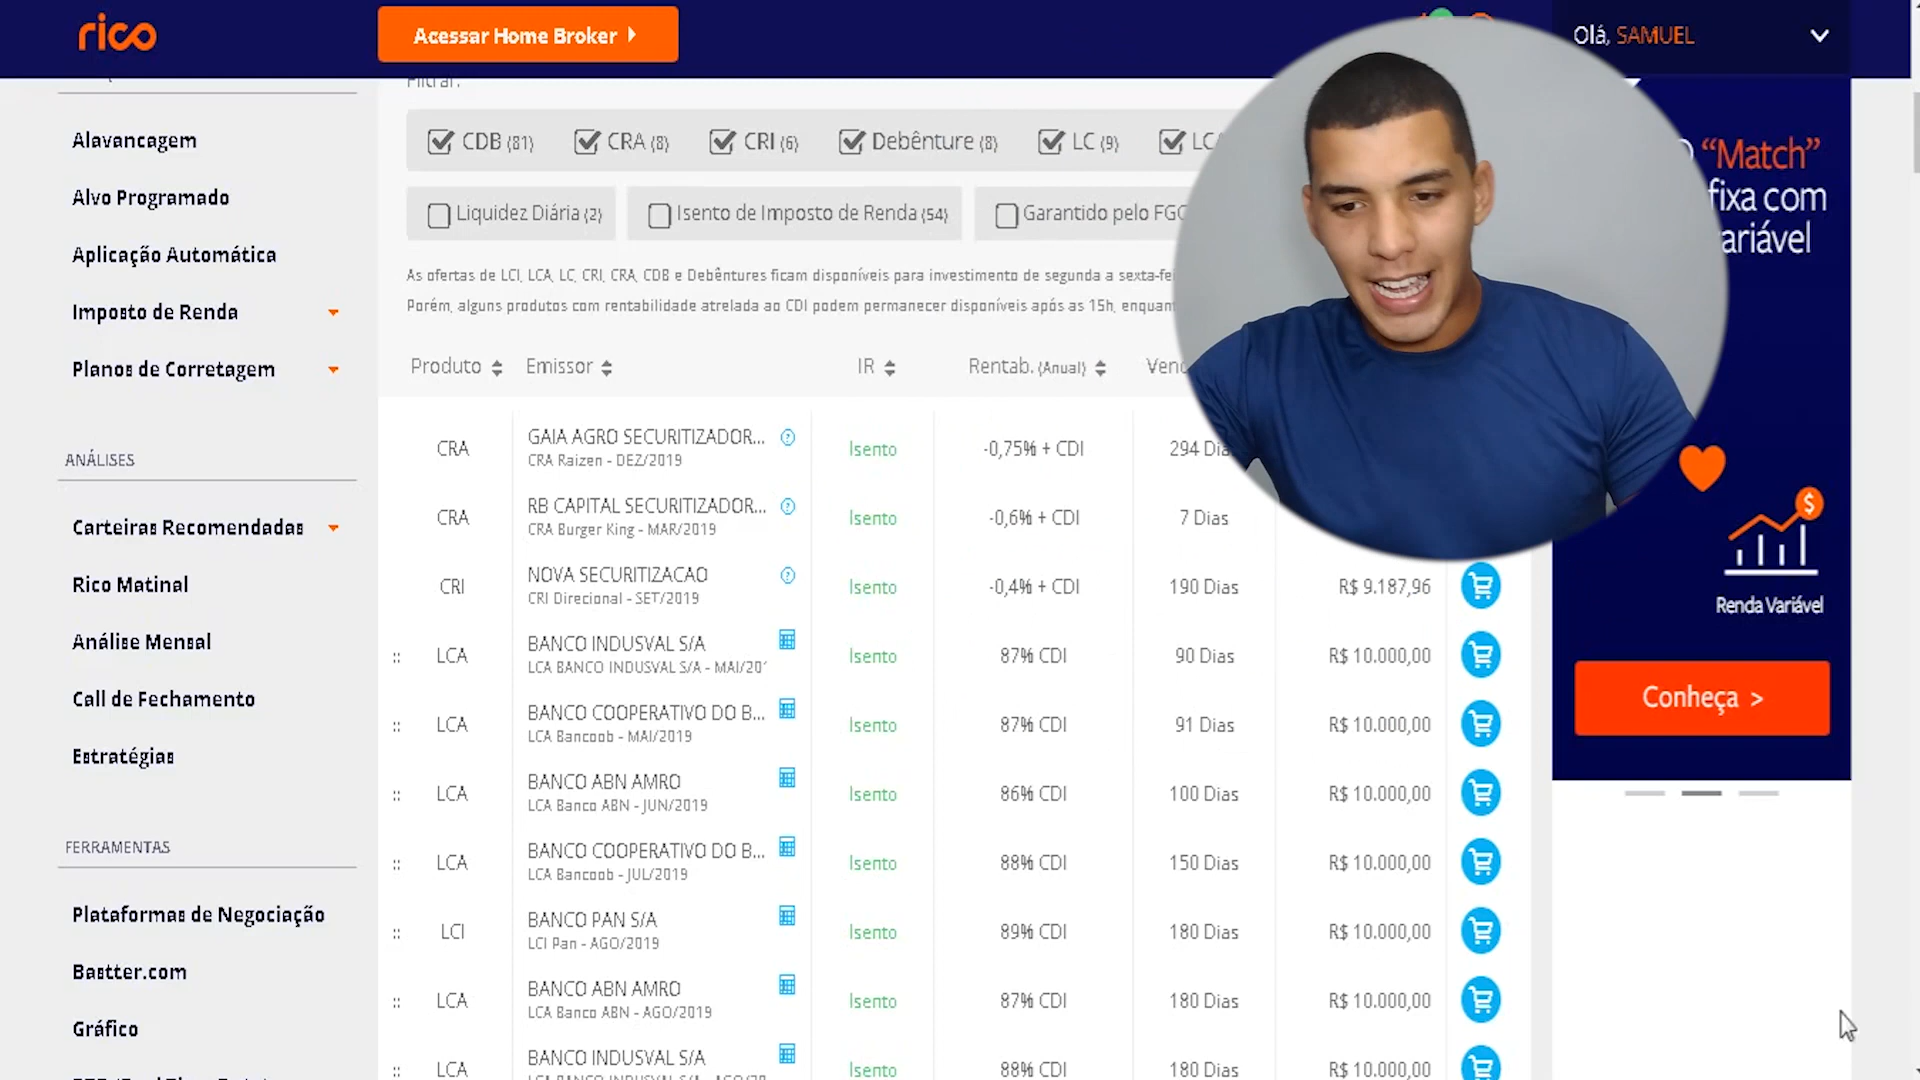 rico
Acessar Home Broker
Olá, SAMUEL
Filtrar:
CDB (81)
CRA (8)
CRI (6)
Debênture (8)
LC (9)
Liquidez Diária (2)
Isento de Imposto de Renda (54)
Garantido pelo FGC
As ofertas de LCI, LCA, LC, CRI, CRA, CDB e Debêntures ficam disponíveis para investimento de segunda a sexta-fei
Porém, alguns produtos com rentabilidade atrelada ao CDI podem permanecer disponíveis após as 15h, enquan
Alavancagem
Alvo Programado
Aplicação Automática
Imposto de Renda
Planos de Corretagem
ANÁLISES
Carteiras Recomendadas
Rico Matinal
Análise Mensal
Call de Fechamento
Estratégias
FERRAMENTAS
Plataformas de Negociação
Bastter.com
Gráfico
Produto Emissor IR Rentab. (Anual)
CRA GAIA AGRO SECURITIZADOR... Isento -0,75% + CDI 294
CRA Raizen - DEZ/2019
CRA RB CAPITAL SECURITIZADOR... Isento -0,6% + CDI 7 Dias
CRA Burger King - MAR/2019
CRI NOVA SECURITIZACAO Isento -0,4% + CDI 190 Dias R$ 9.187,96
CRI Direcional - SET/2019
LCA BANCO INDUSVAL S/A Isento 87% CDI 90 Dias R$ 10.000,00
LCA BANCO INDUSVAL S/A - MAI/20
LCA BANCO COOPERATIVO DO B... Isento 87% CDI 91 Dias R$ 10.000,00
LCA Bancoob - MAI/2019
LCA BANCO ABN AMRO Isento 86% CDI 100 Dias R$ 10.000,00
LCA Banco ABN - JUN/2019
LCA BANCO COOPERATIVO DO B... Isento 88% CDI 150 Dias R$ 10.000,00
LCA Bancoob - JUL/2019
LCI BANCO PAN S/A Isento 89% CDI 180 Dias R$ 10.000,00
LCI Pan - AGO/2019
LCA BANCO ABN AMRO Isento 87% CDI 180 Dias R$ 10.000,00
LCA Banco ABN - AGO/2019
LCA BANCO INDUSVAL S/A Isento 88% CDI 180 Dias R$ 10.000,00
“Match”
fixa com
ariável
$
Renda Variável
Conheça >